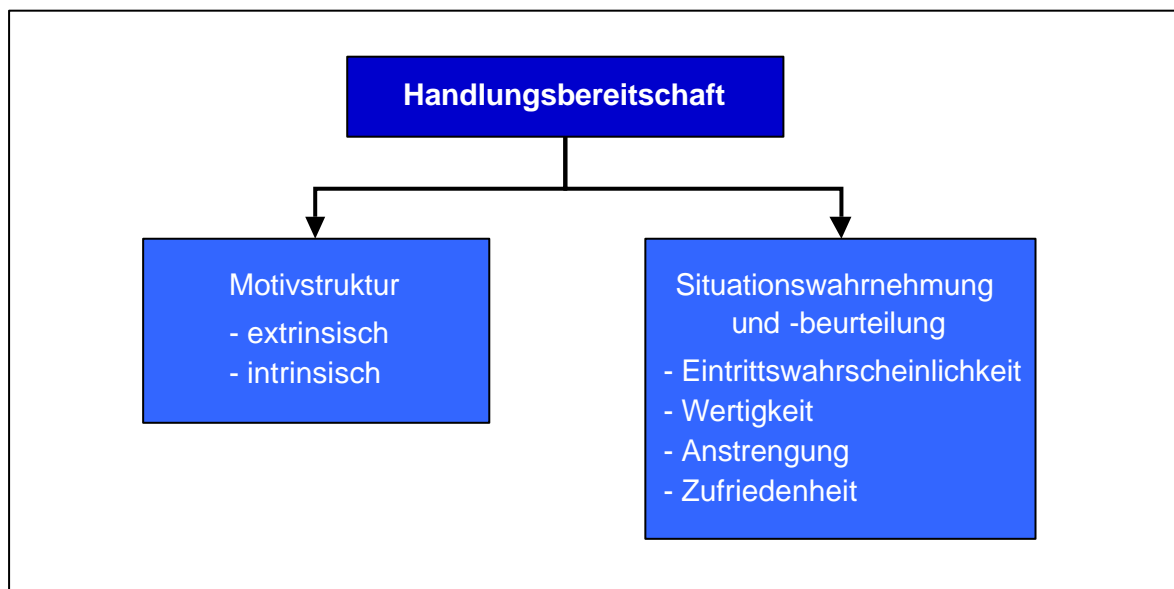 Handlungsbereitschaft
Motivstruktur
- extrinsisch
- intrinsisch
Situationswahrnehmung
und -beurteilung
- Eintrittswahrscheinlichkeit
- Wertigkeit
- Anstrengung
- Zufriedenheit